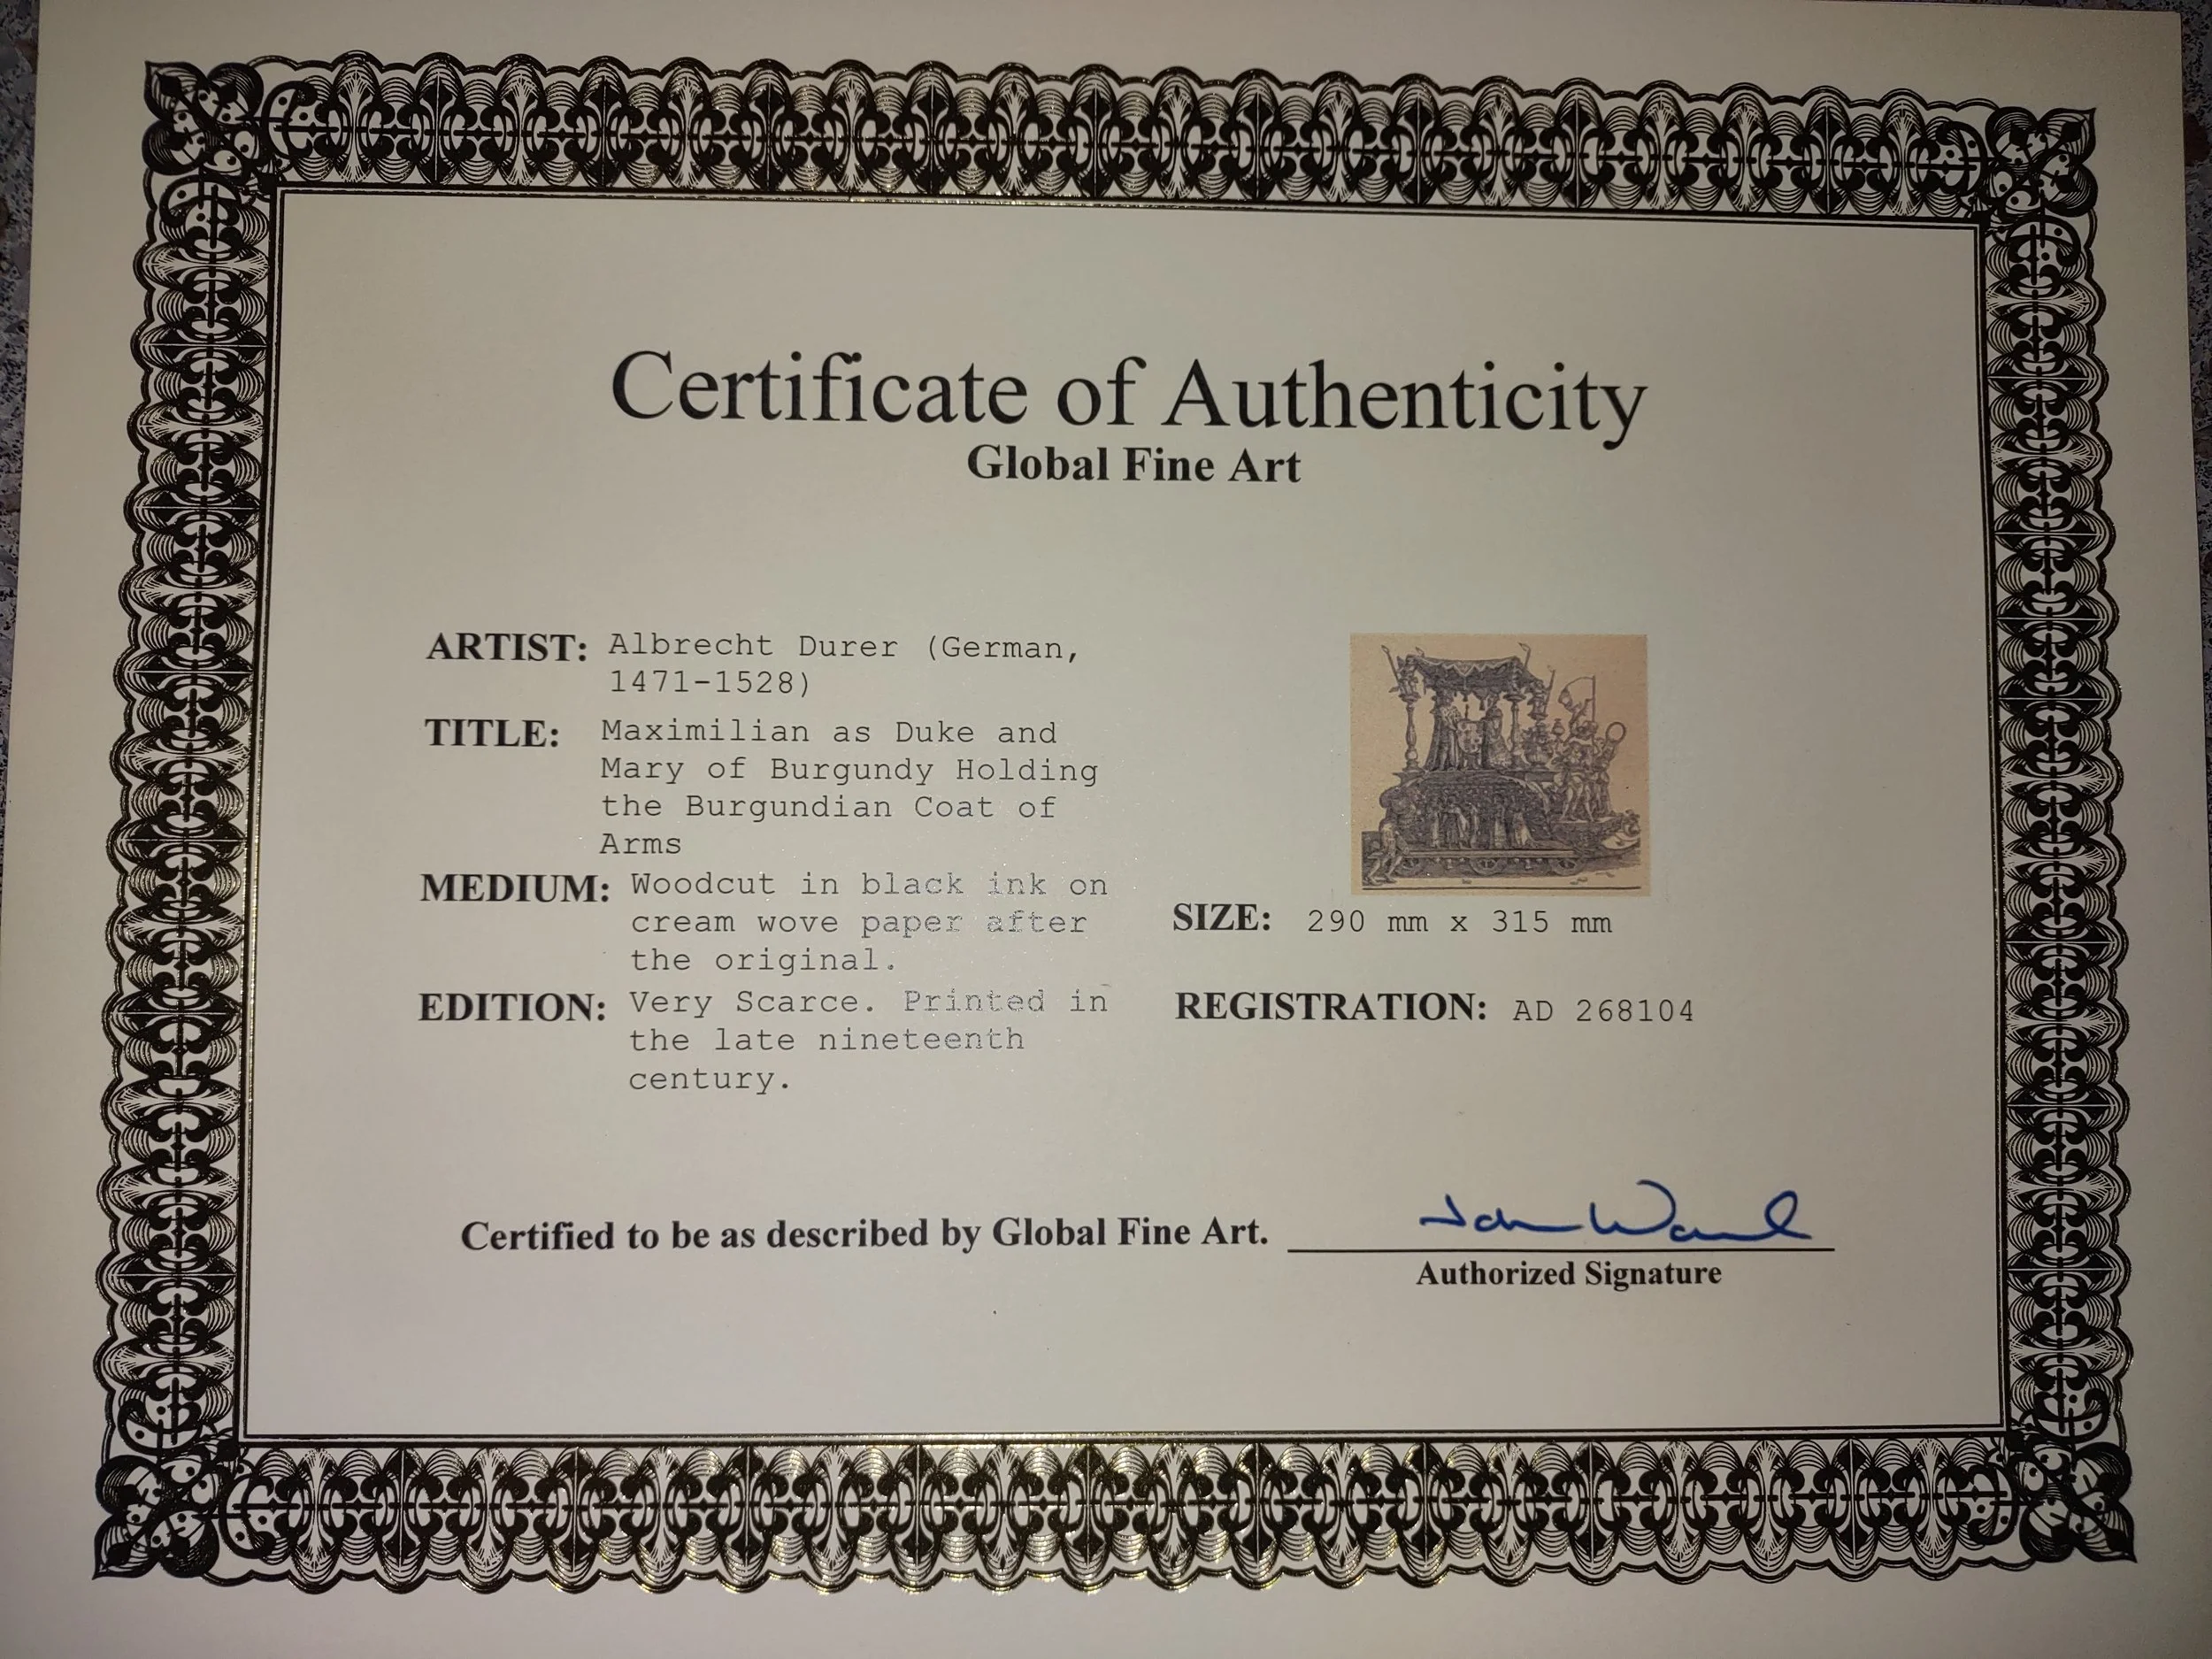 Certificate of Authenticity
Global Fine Art
ARTIST: Albrecht Durer (German,
1471-1528)
TITLE: Maximilian as Duke and
Mary of Burgundy Holding
the Burgundian Coat of
Arms
MEDIUM: Woodcut in black ink on
cream wove paper after
the original.
EDITION: Very Scarce. Printed in
the late nineteenth
century.
SIZE: 290 mm x 315 mm
REGISTRATION: AD 268104
Certified to be as described by Global Fine Art.
Authorized Signature